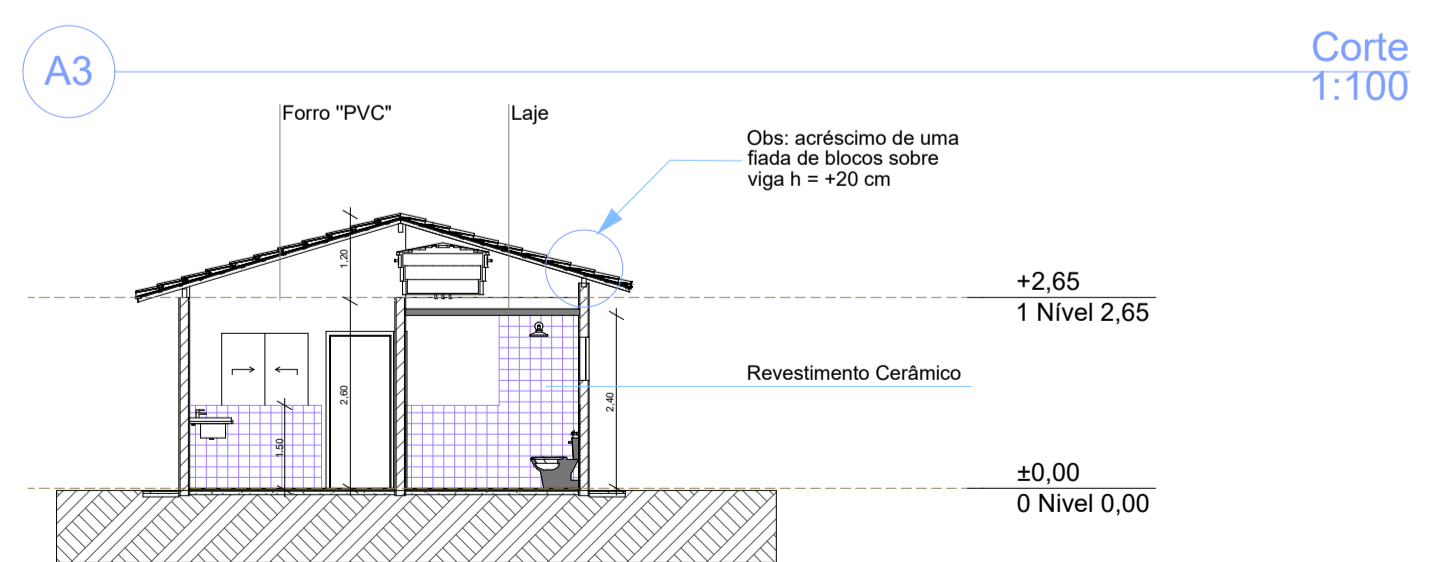 A3
Corte
1:100
Forro "PVC"
Laje
Obs: acréscimo de uma
fiada de blocos sobre
viga h = +20 cm
1,20
+2,65
1 Nível 2,65
Revestimento Cerâmico
2,60
2,40
1,50
±0,00
0 Nivel 0,00